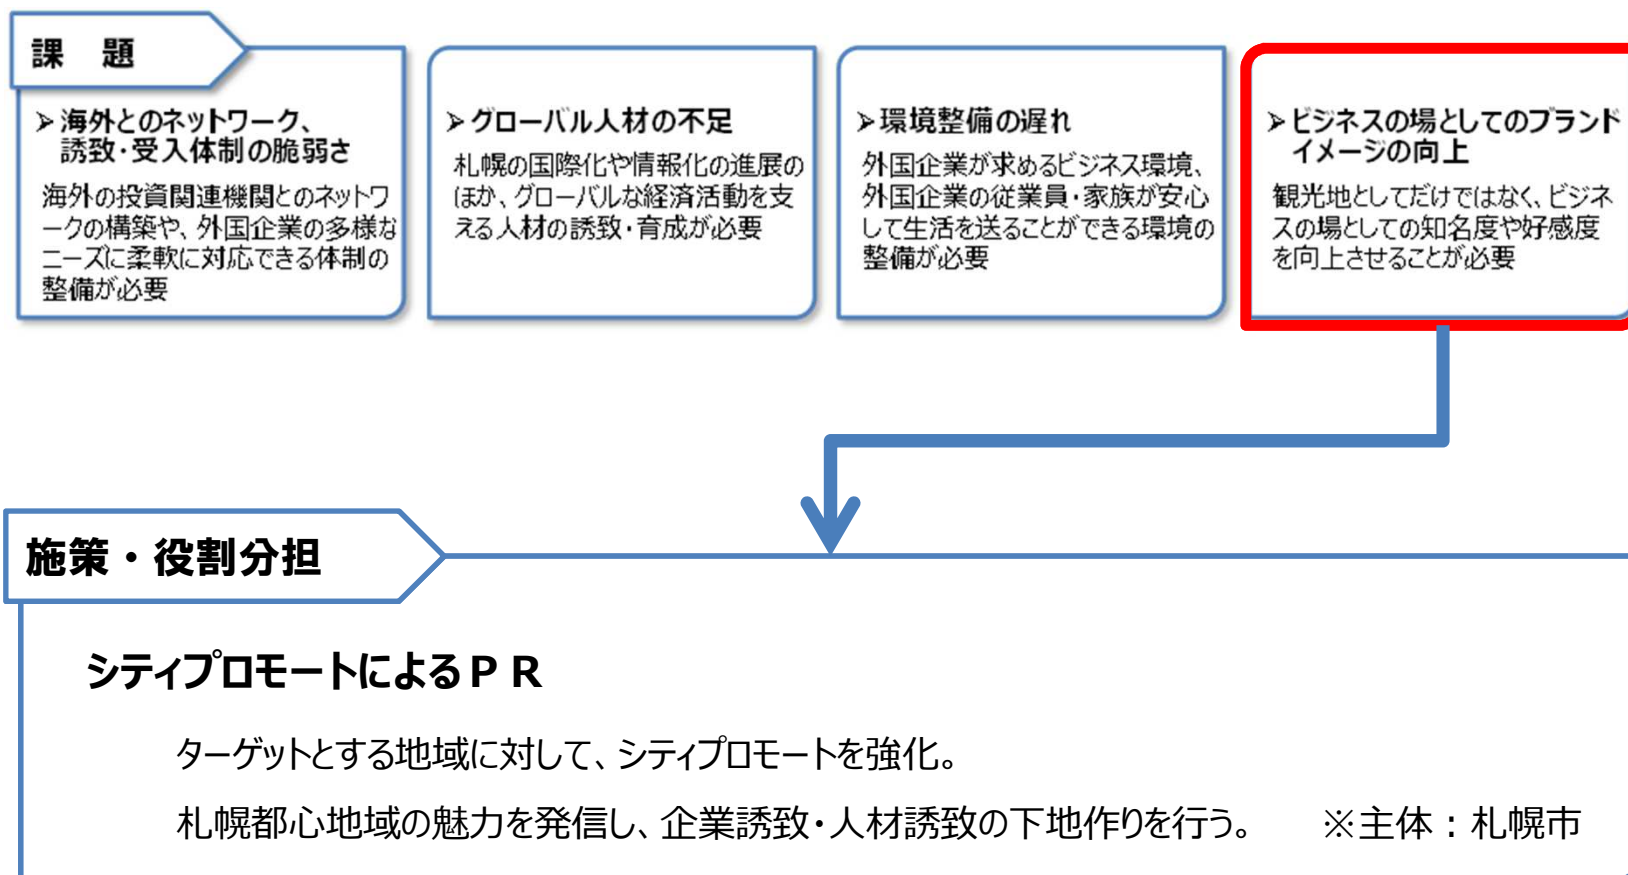 課　題
➢海外とのネットワーク、
誘致・受入体制の脆弱さ
海外の投資関連機関とのネットワ
ークの構築や、外国企業の多様な
ニーズに柔軟に対応できる体制の
整備が必要
➢グローバル人材の不足
札幌の国際化や情報化の進展の
ほか、グローバルな経済活動を支
える人材の誘致・育成が必要
➢環境整備の遅れ
外国企業が求めるビジネス環境、
外国企業の従業員・家族が安心
して生活を送ることができる環境の
整備が必要
➢ビジネスの場としてのブランド
イメージの向上
観光地としてだけではなく、ビジネ
スの場としての知名度や好感度
を向上させることが必要
施策・役割分担
シティプロモートによるＰＲ
ターゲットとする地域に対して、シティプロモートを強化。
札幌都心地域の魅力を発信し、企業誘致・人材誘致の下地作りを行う。　　※主体：札幌市